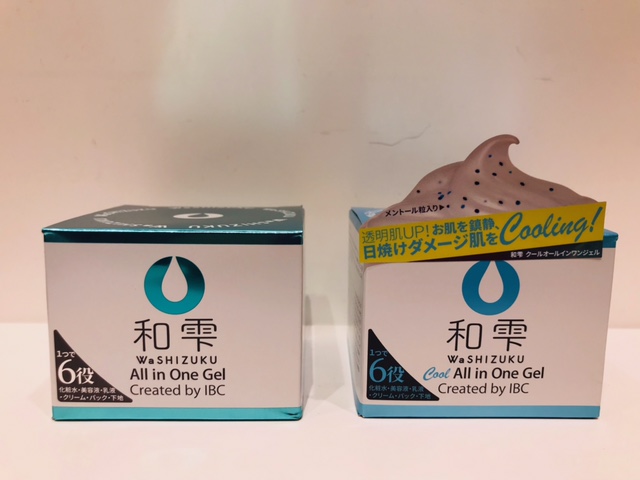 WaSHIZUKU
和雫
WaSHIZUKU
All in One Gel
Created by IBC
1つで
6役
化粧水・美容液・乳液
・クリーム・パック・下地
メントール粒入り▶
透明肌UP!お肌を鎮静、
日焼けダメージ肌をCooling!
和雫 クールオールインワンジェル
和雫
WaSHIZUKU
Cool All in One Gel
Created by IBC
1つで
6役
化粧水・美容液・乳液
・クリーム・パック・下地